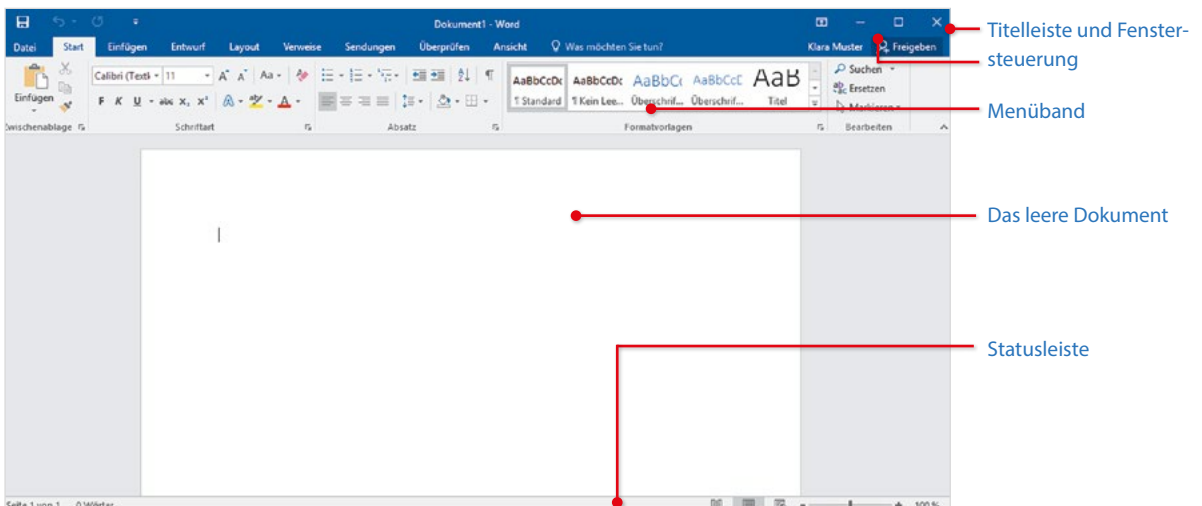 Dokument1 - Word
Datei Start Einfügen Entwurf Layout Verweise Sendungen Überprüfen Ansicht Was möchten Sie tun? Klara Muster Freigeben
Titelleiste und Fenster-
steuerung
Einfügen
Calibri (Textk 11 A A Aa
F K U abc X₂ X² A A
AaBbCcDc AaBbCcDc AaBbCc AaBbCcC AaB
¶ Standard ¶ Kein Lee... Überschrif... Überschrif... Titel
Suchen
Ersetzen
Markieren
Menüband
Zwischenablage Schriftart Absatz Formatvorlagen Bearbeiten
Das leere Dokument
Statusleiste
Seite 1 von 1 0 Wörter 100 %